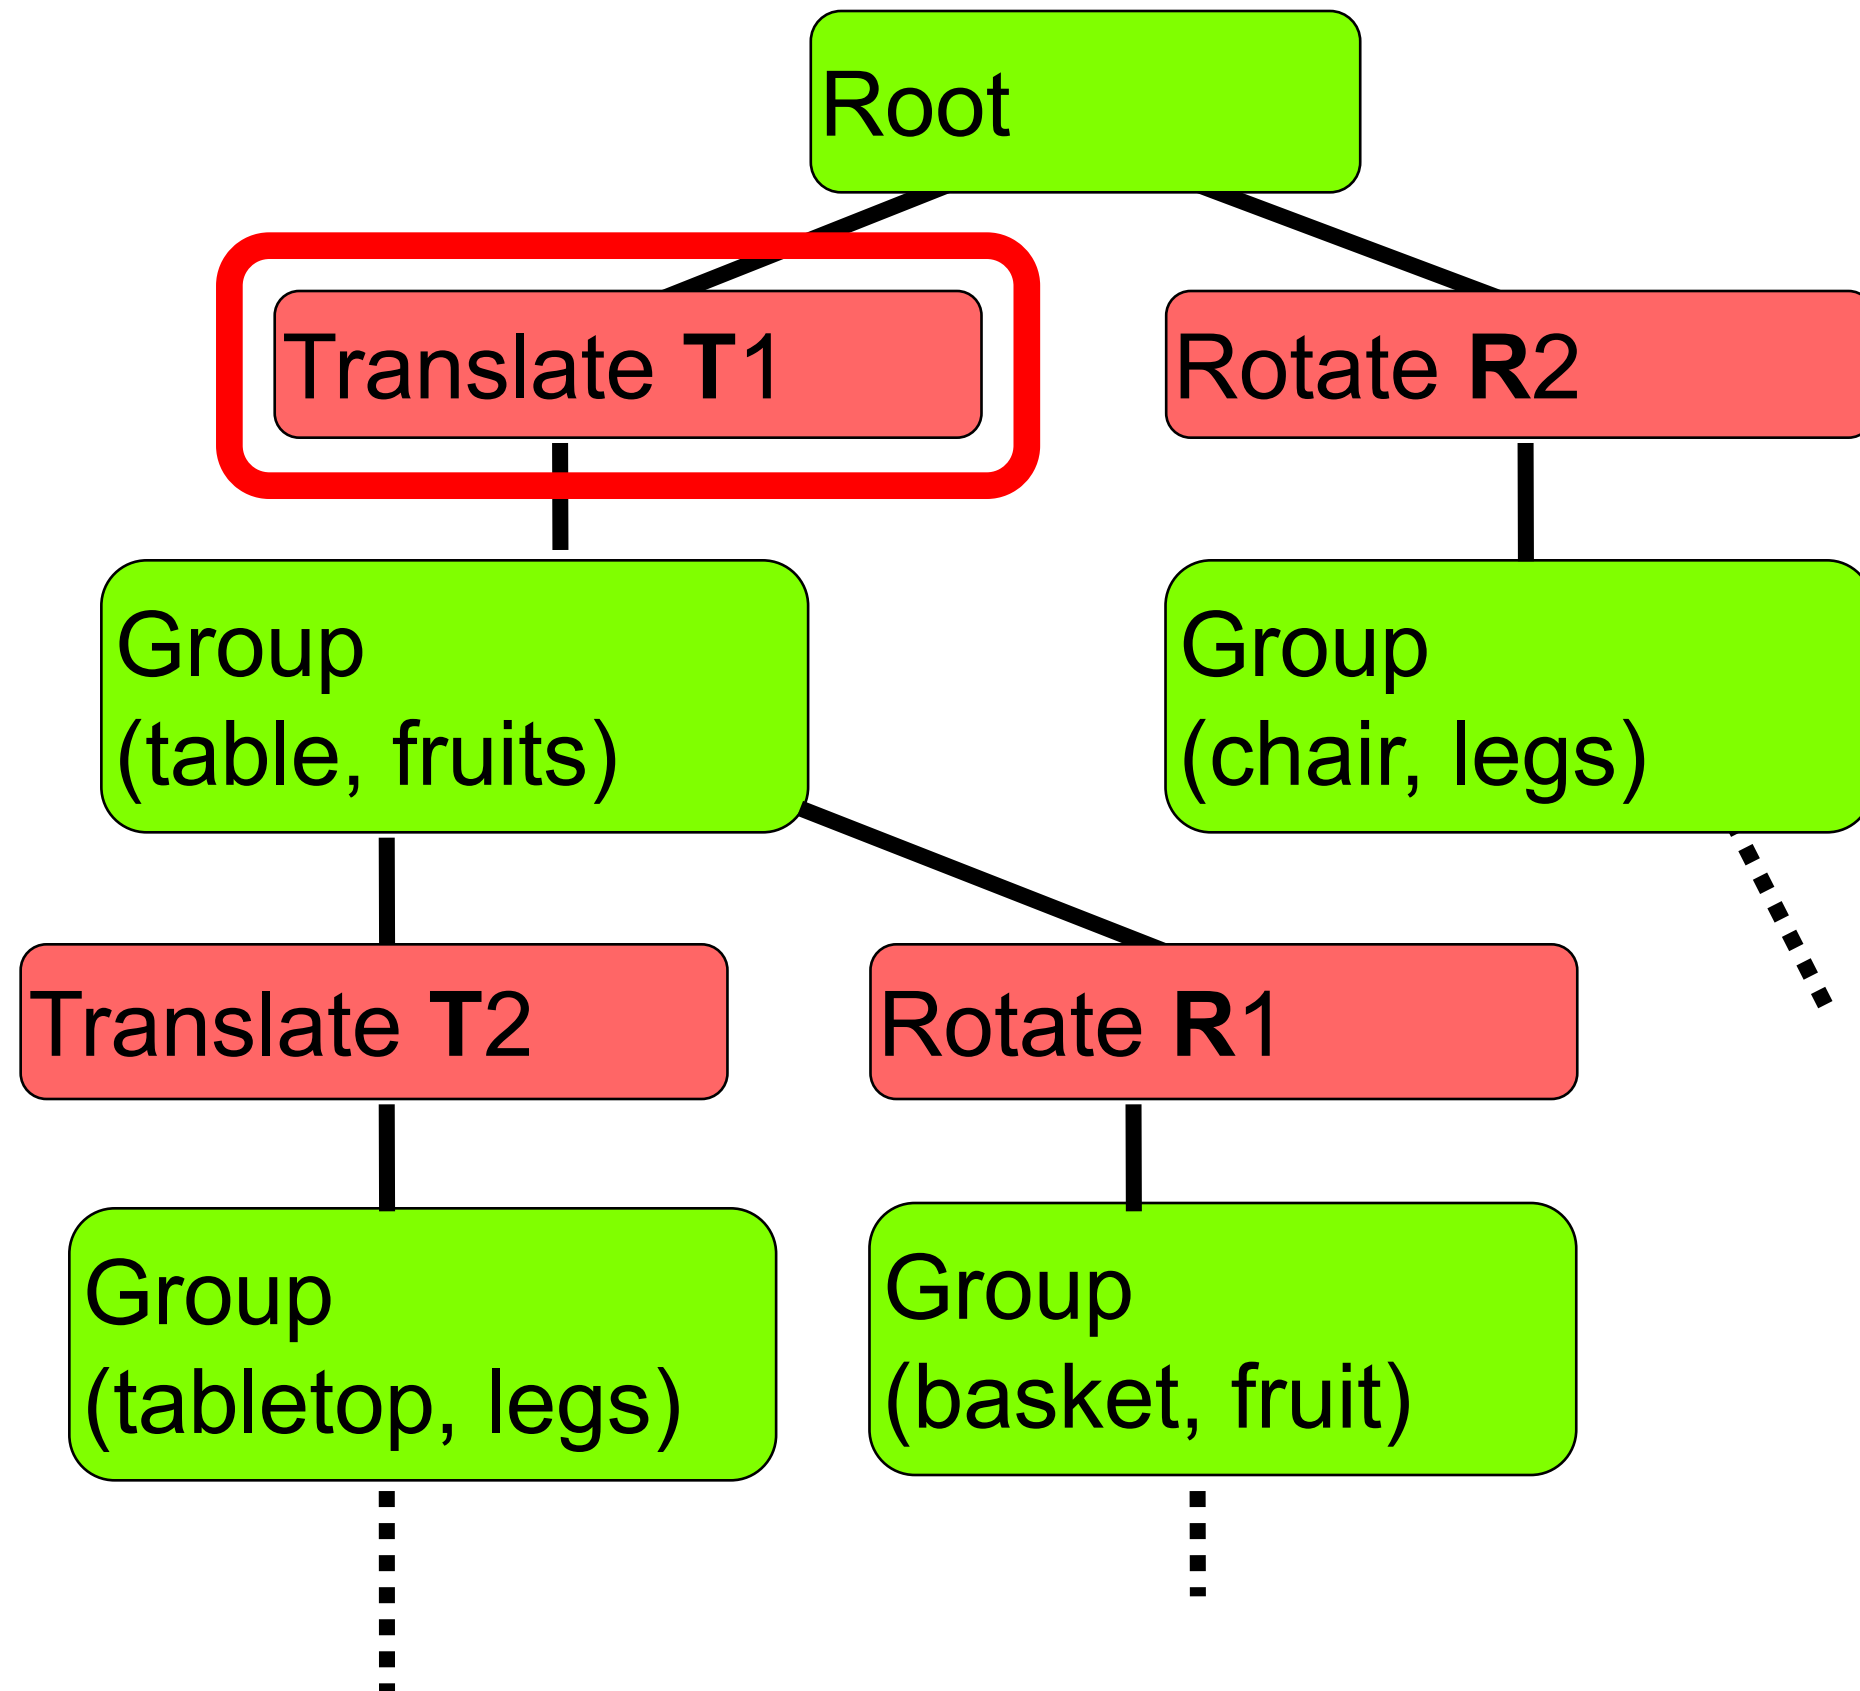 Root
Translate T1
Rotate R2
Group
(table, fruits)
Group
(chair, legs)
Translate T2
Rotate R1
Group
(tabletop, legs)
Group
(basket, fruit)